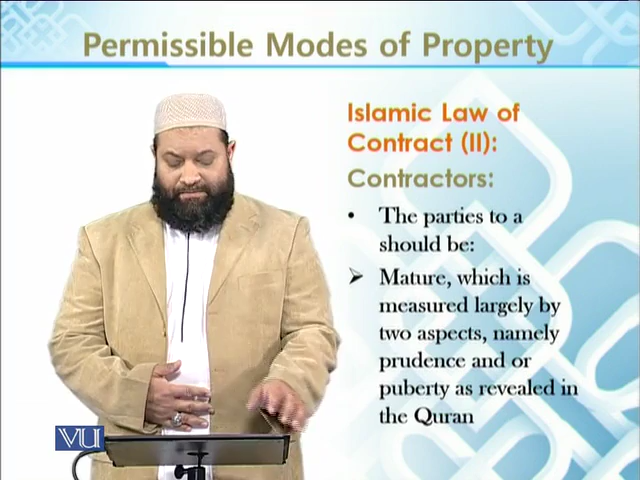 Permissible Modes of Property
Islamic Law of
Contract (II):
Contractors:
• The parties to a
should be:
➤ Mature, which is
measured largely by
two aspects, namely
prudence and or
puberty as revealed in
the Quran
VU